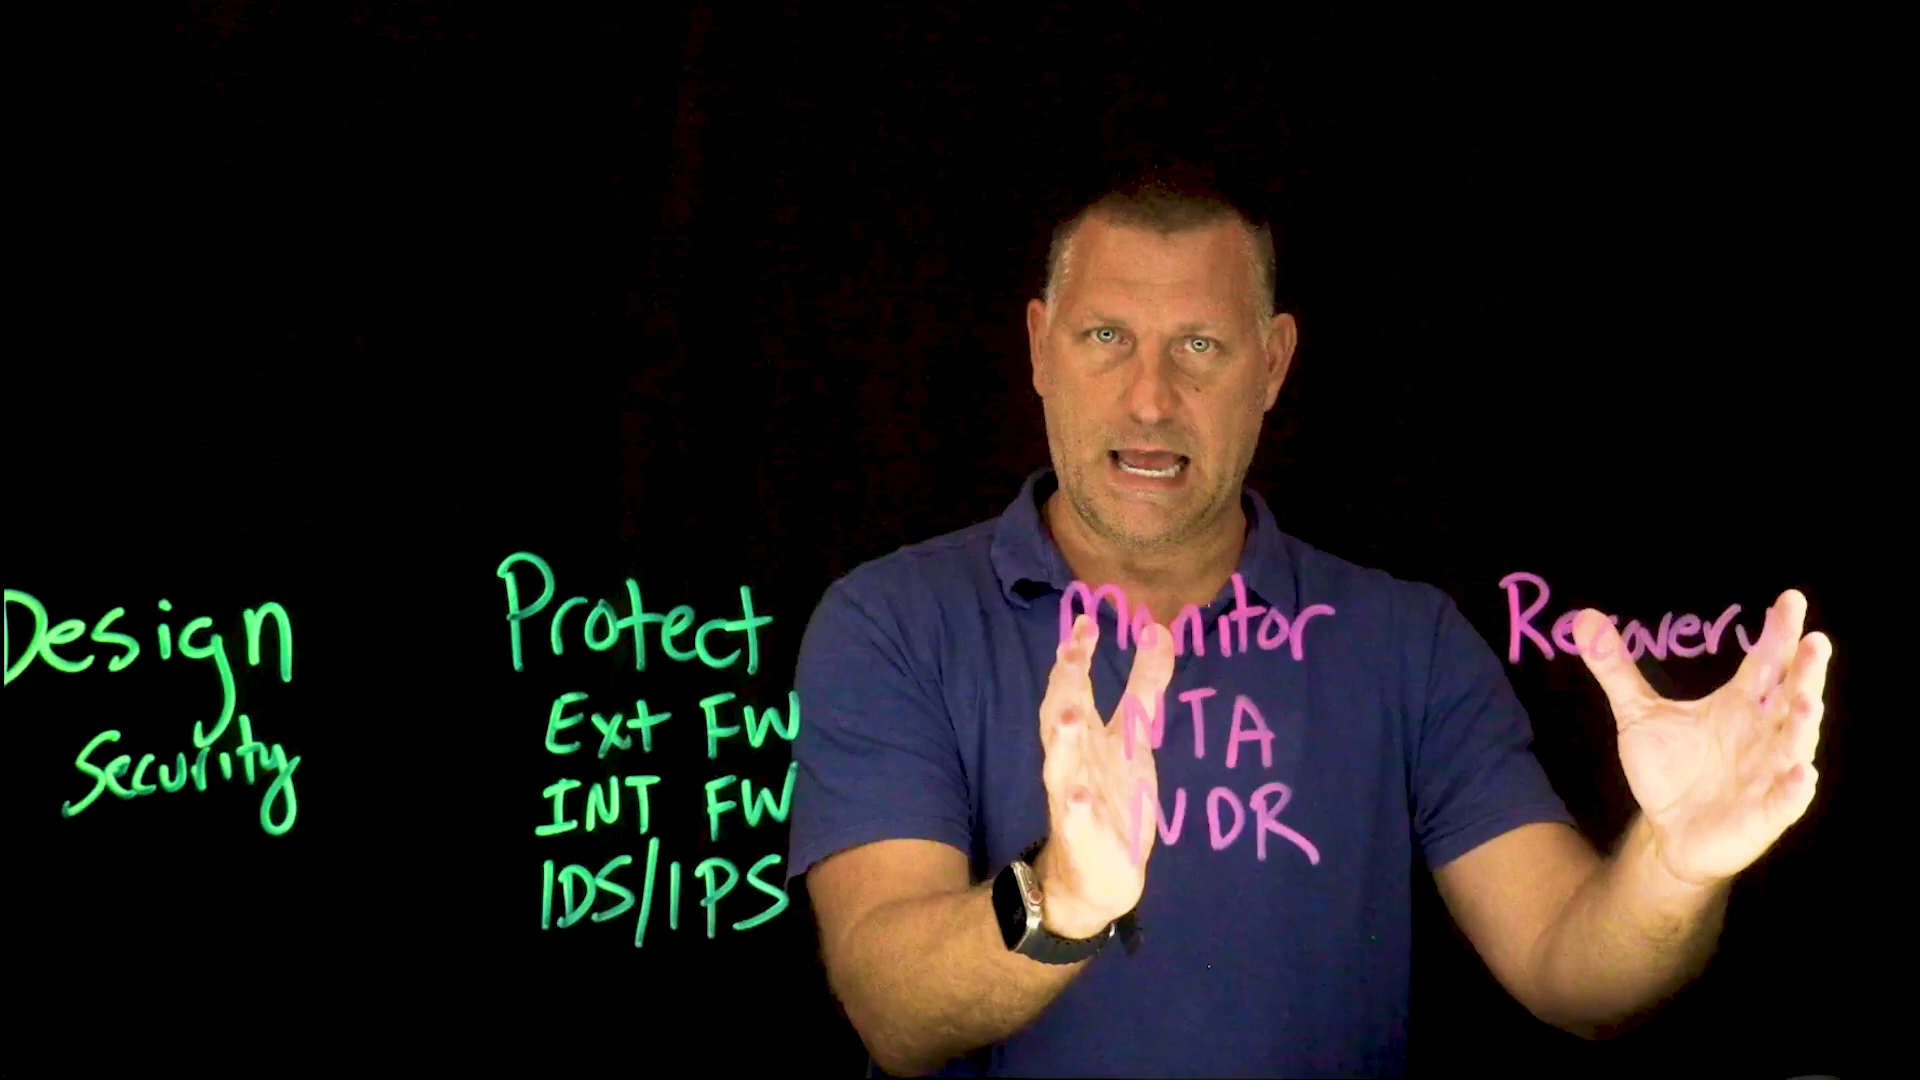 Design
Security
Protect
Ext FW
INT FW
IDS/IPS
Monitor
NTA
NDR
Recovery